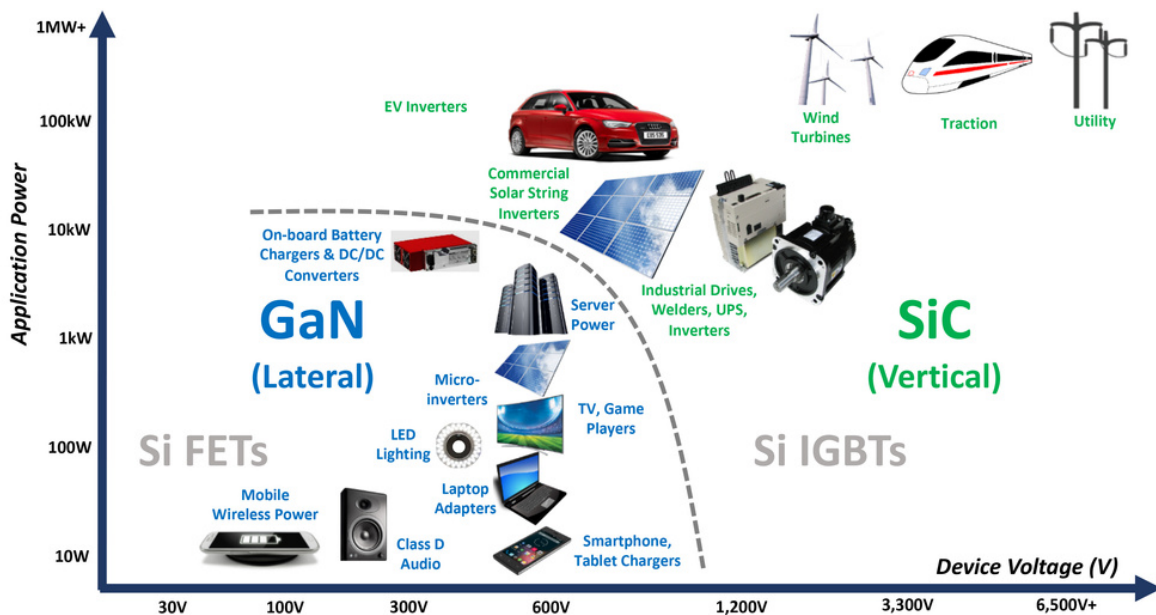 1MW+
100kW
10kW
1kW
100W
10W
Application Power
EV Inverters
Wind
Turbines
Traction
Utility
Commercial
Solar String
Inverters
On-board Battery
Chargers & DC/DC
Converters
Industrial Drives,
Welders, UPS,
Inverters
GaN
(Lateral)
Server
Power
SiC
(Vertical)
Micro-
inverters
TV, Game
Players
LED
Lighting
Si FETs
Si IGBTs
Laptop
Adapters
Mobile
Wireless Power
Class D
Audio
Smartphone,
Tablet Chargers
Device Voltage (V)
30V
100V
300V
600V
1,200V
3,300V
6,500V+